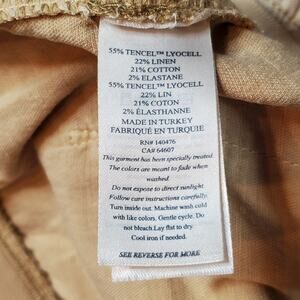 55% TENCEL™ LYOCELL
22% LINEN
21% COTTON
2% ELASTANE
55% TENCEL™ LYOCELL
22% LIN
21% COTON
2% ÉLASTHANNE
MADE IN TURKEY
FABRIQUÉ EN TURQUIE
RN# 140476
CA# 64607
This garment has been specially treated.
The colors are meant to fade when
washed.
Do not expose to direct sunlight.
Follow care instructions carefully.
Turn inside out. Machine wash cold
with like colors. Gentle cycle. Do
not bleach.Lay flat to dry.
Cool iron if needed.
SEE REVERSE FOR MORE